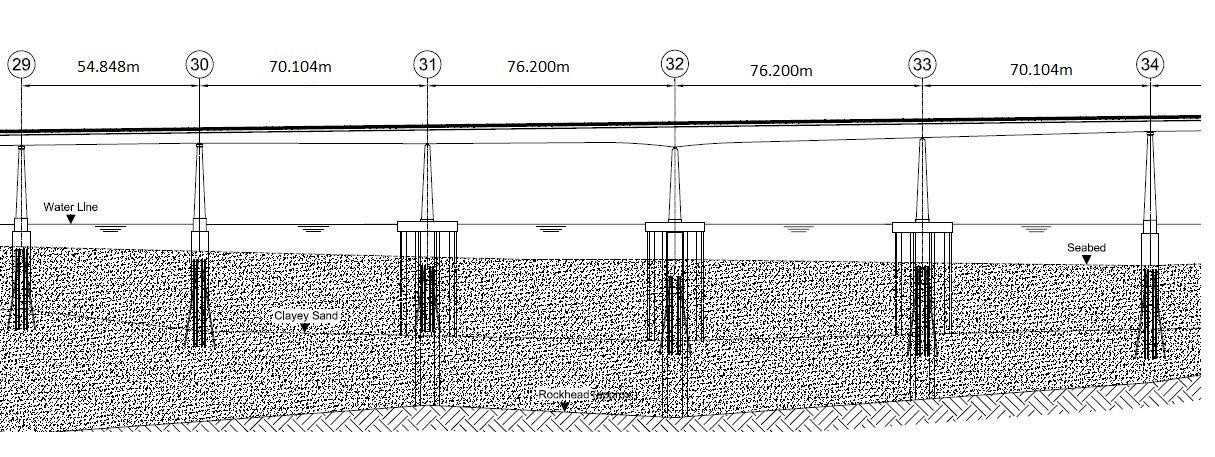 29 30 31 32 33 34
54.848m 70.104m 76.200m 76.200m 70.104m
Water Line
Seabed
Clayey Sand
Rockhead